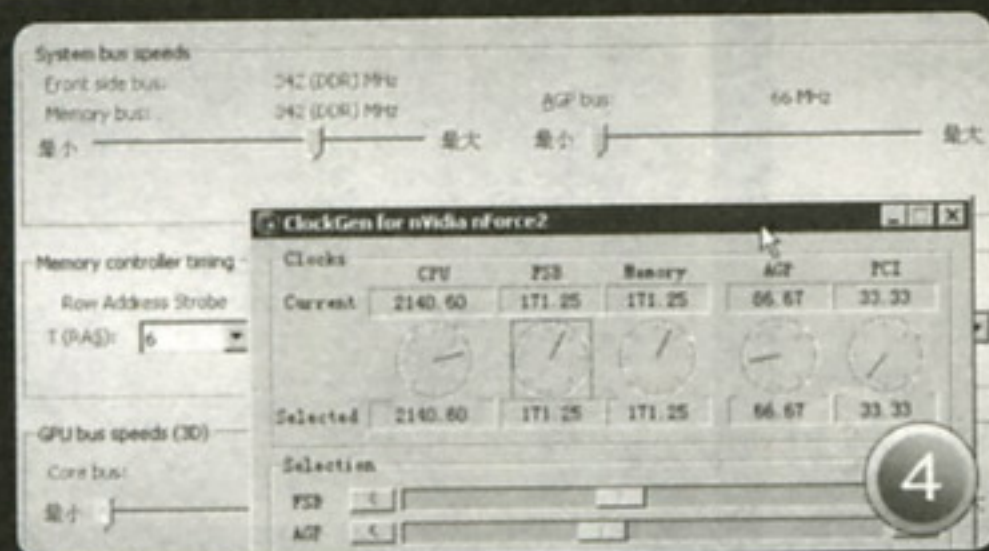 System bus speeds
Front side bus: 342 (DDR) MHz
Memory bus: 342 (DDR) MHz
AGP bus: 66 MHz
最小 最大 最小 最大
ClockGen for nVidia nForce2
Memory controller timing
Clocks
CPU FSB Memory AGP PCI
Row Address Strobe
Current 2140.60 171.25 171.25 66.67 33.33
T (RAS): 6
Selected 2140.60 171.25 171.25 66.67 33.33
GPU bus speeds (3D)
Core bus:
Selection
4
FSB <
最小
AGP <